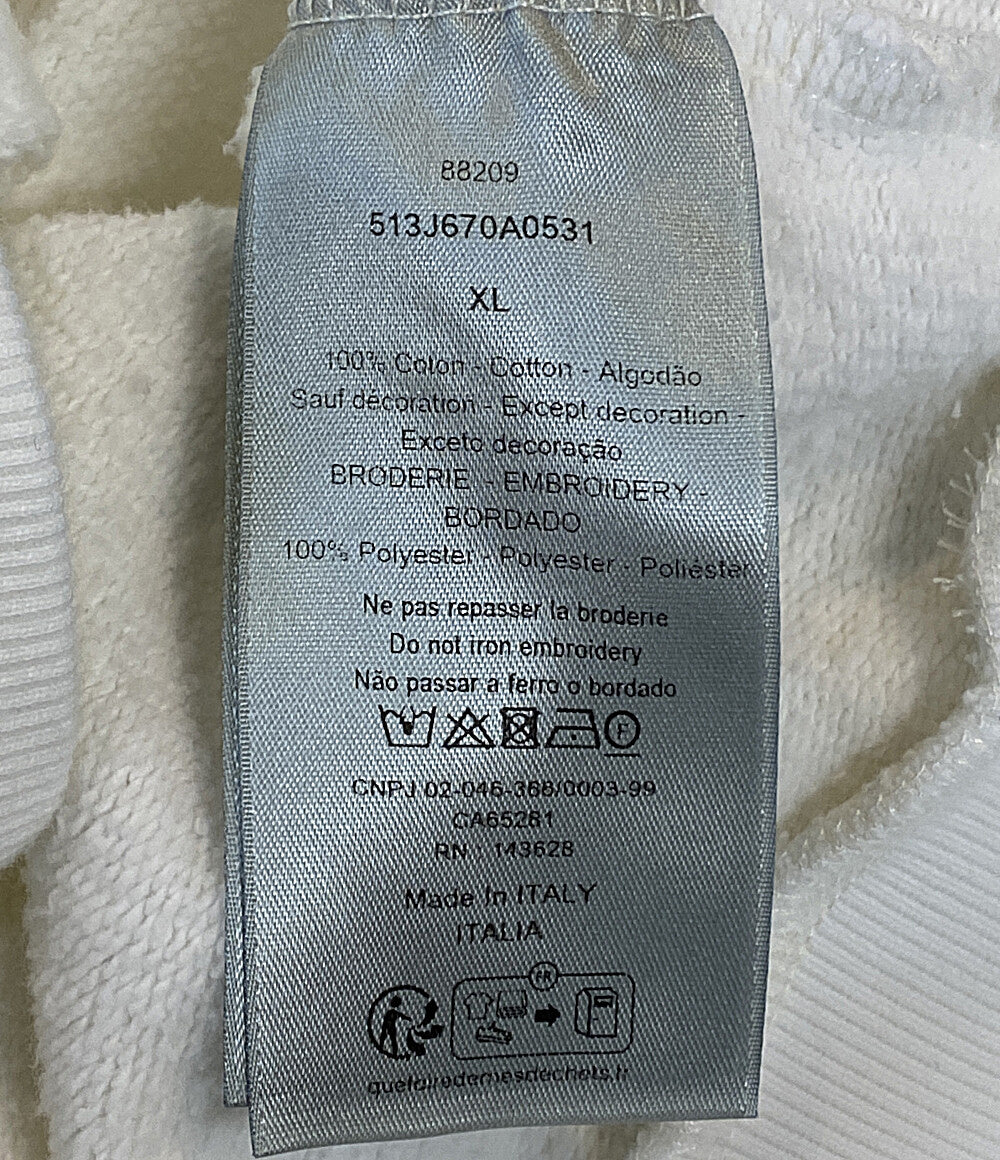 88209
513J670A0531
XL
100% Coton - Cotton - Algodão
Sauf décoration - Except decoration -
Exceto decoração
BRODERIE - EMBROIDERY -
BORDADO
100% Polyester - Polyester - Poliéster
Ne pas repasser la broderie
Do not iron embroidery
Não passar a ferro o bordado
F
CNPJ 02-046-368/0003-99
CA65281
RN : 143628
Made In ITALY
ITALIA
FR
quefairedemesdechets.fr